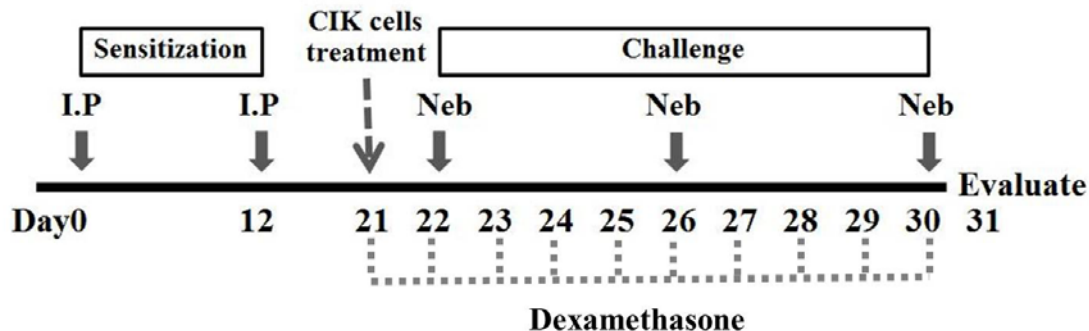 CIK cells
treatment
Sensitization
Challenge
I.P
I.P
Neb
Neb
Neb
Evaluate
Day0 12 21 22 23 24 25 26 27 28 29 30 31
Dexamethasone